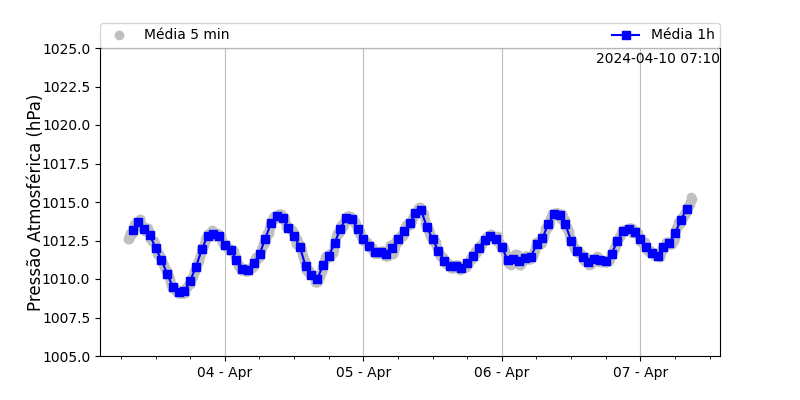 Média 5 min
Média 1h
2024-04-10 07:10
Pressão Atmosférica (hPa)
1025.0
1022.5
1020.0
1017.5
1015.0
1012.5
1010.0
1007.5
1005.0
04 - Apr
05 - Apr
06 - Apr
07 - Apr